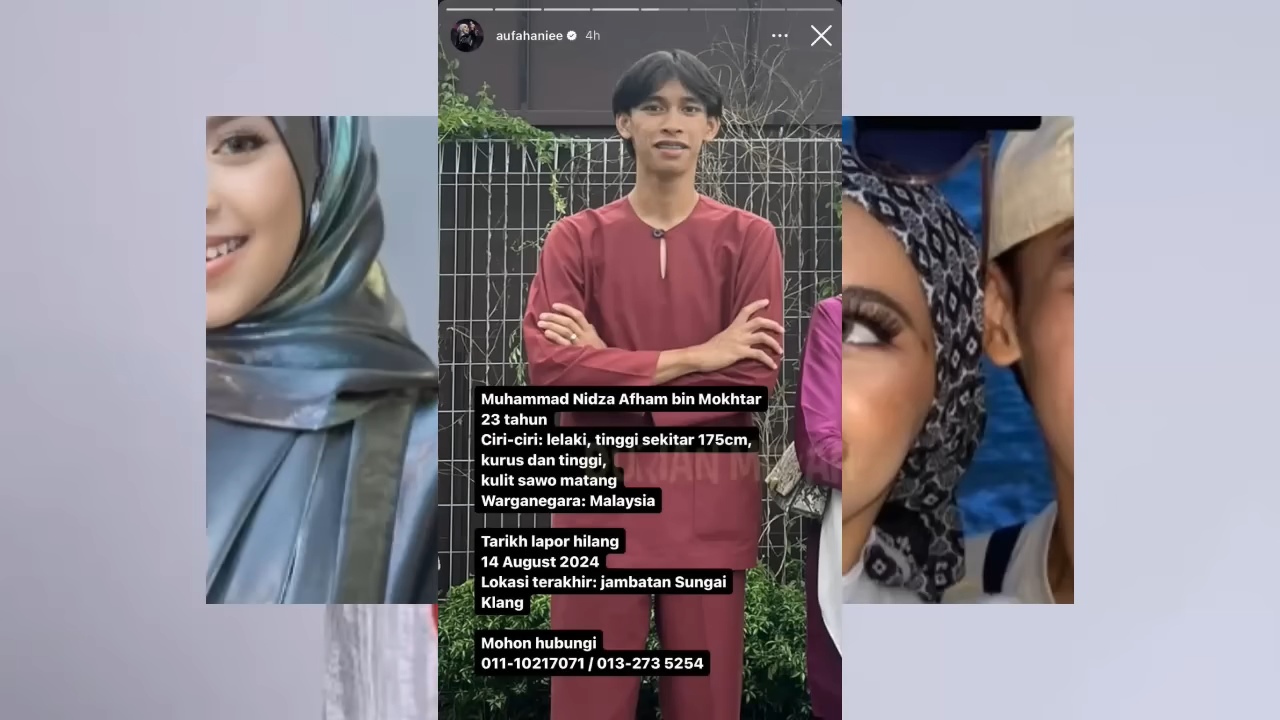 aufahaniee 4h
Muhammad Nidza Afham bin Mokhtar
23 tahun
Ciri-ciri: lelaki, tinggi sekitar 175cm,
kurus dan tinggi,
kulit sawo matang
Warganegara: Malaysia
Tarikh lapor hilang
14 August 2024
Lokasi terakhir: jambatan Sungai
Klang
Mohon hubungi
011-10217071 / 013-273 5254